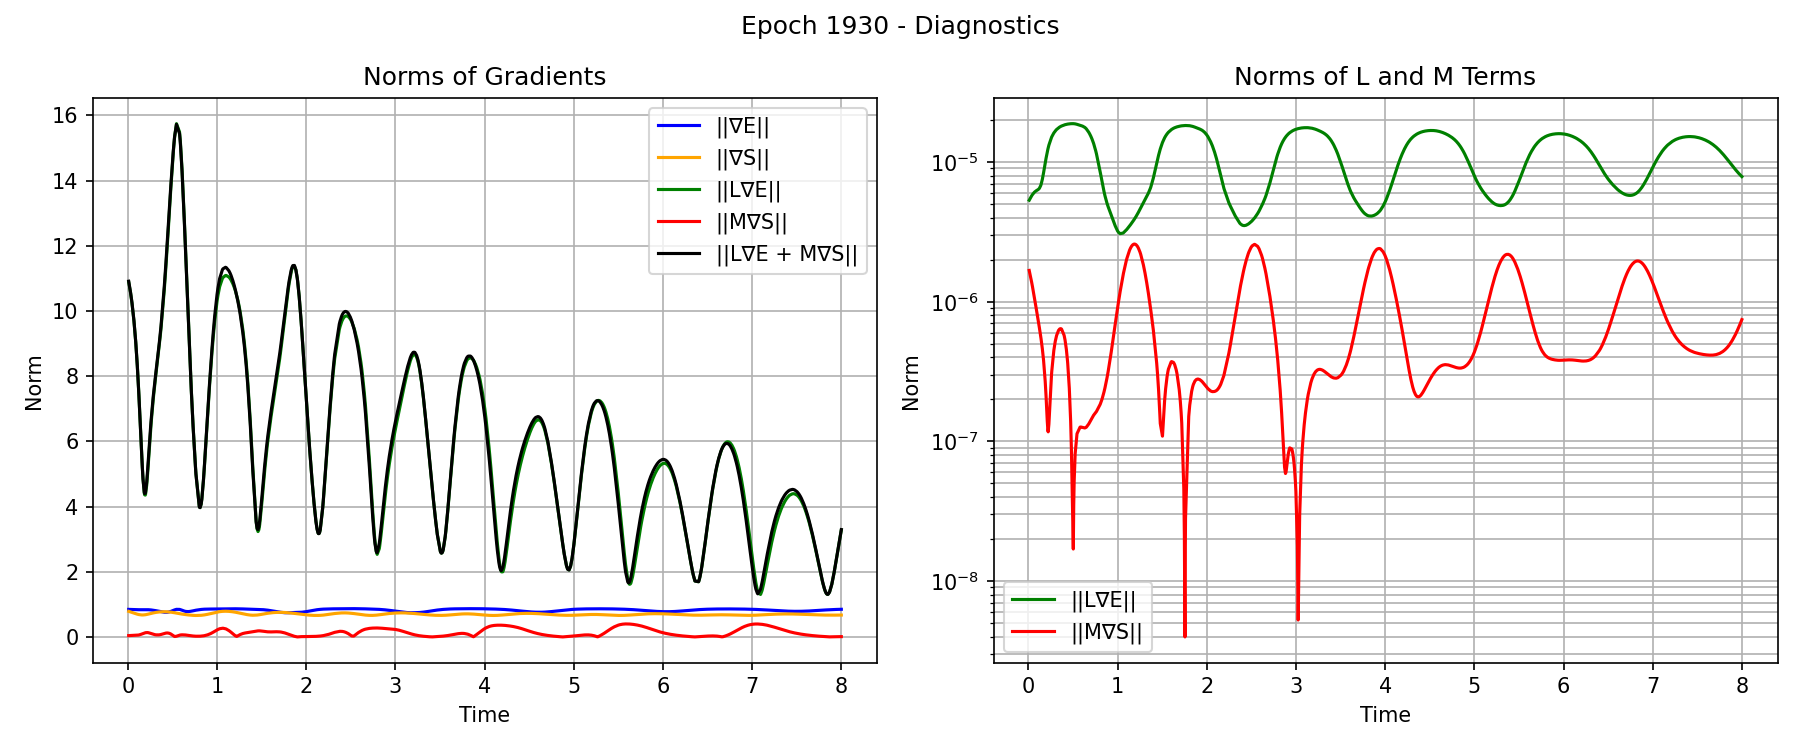 Epoch 1930 - Diagnostics
Norms of Gradients
Norm
16
14
12
10
8
6
4
2
0
||∇E||
||∇S||
||L∇E||
||M∇S||
||L∇E + M∇S||
0 1 2 3 4 5 6 7 8
Time
Norms of L and M Terms
Norm
10⁻⁵
10⁻⁶
10⁻⁷
10⁻⁸
||L∇E||
||M∇S||
0 1 2 3 4 5 6 7 8
Time